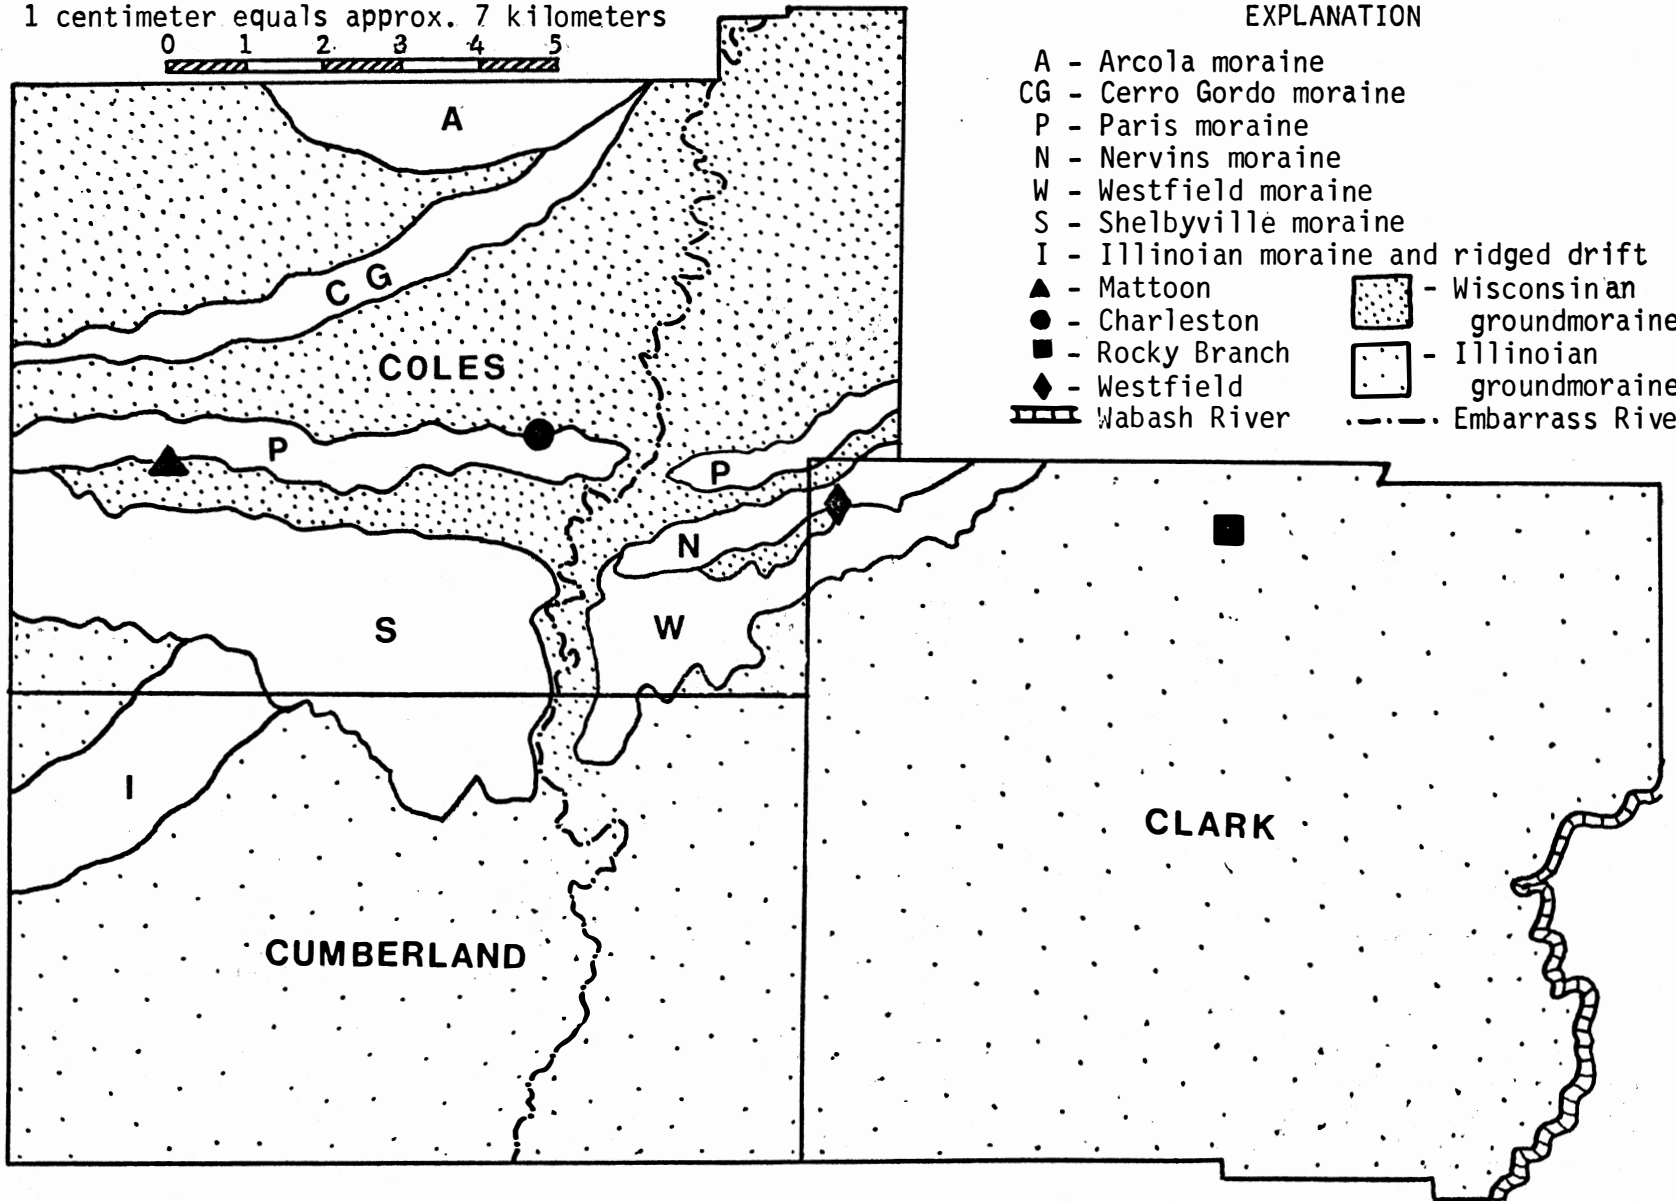 1 centimeter equals approx. 7 kilometers
0 1 2 3 4 5
EXPLANATION
A - Arcola moraine
CG - Cerro Gordo moraine
P - Paris moraine
N - Nervins moraine
W - Westfield moraine
S - Shelbyville moraine
I - Illinoian moraine and ridged drift
- Mattoon
- Charleston
- Rocky Branch
- Westfield
Wabash River
- Wisconsinan
groundmoraine
- Illinoian
groundmoraine
Embarrass River
A
C G
COLES
P
P
N
S
W
I
CLARK
CUMBERLAND